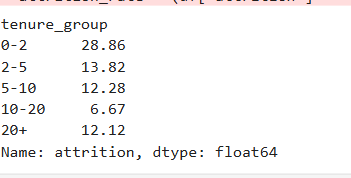 tenure_group
0-2 28.86
2-5 13.82
5-10 12.28
10-20 6.67
20+ 12.12
Name: attrition, dtype: float64